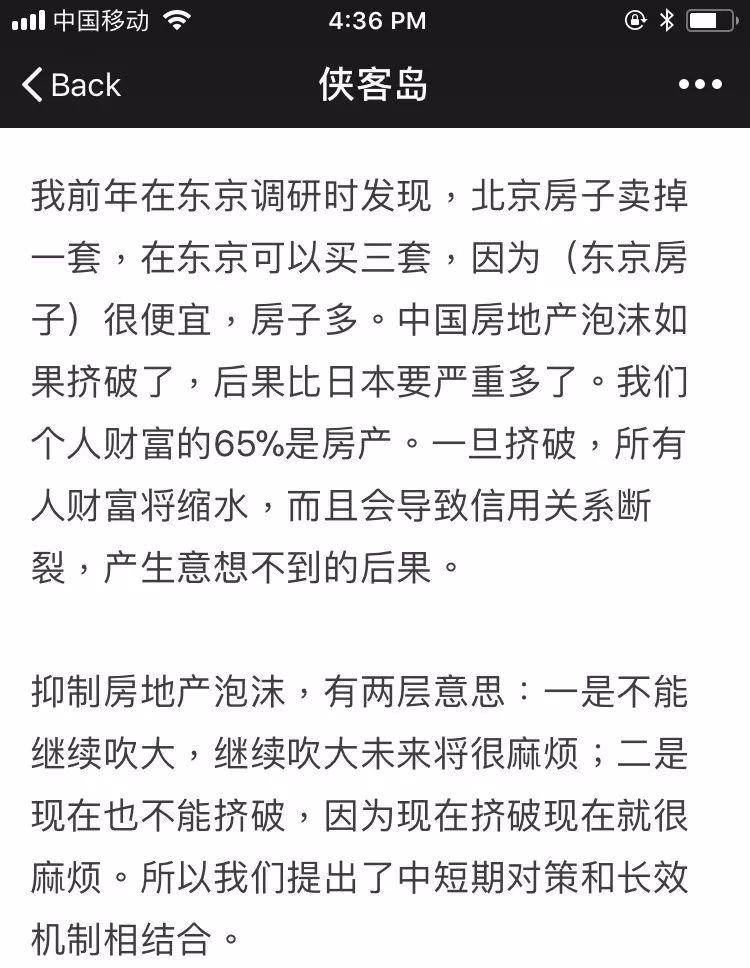 中国移动 4:36 PM
Back 侠客岛
我前年在东京调研时发现，北京房子卖掉
一套，在东京可以买三套，因为（东京房
子）很便宜，房子多。中国房地产泡沫如
果挤破了，后果比日本要严重多了。我们
个人财富的65%是房产。一旦挤破，所有
人财富将缩水，而且会导致信用关系断
裂，产生意想不到的后果。
抑制房地产泡沫，有两层意思：一是不能
继续吹大，继续吹大未来将很麻烦；二是
现在也不能挤破，因为现在挤破现在就很
麻烦。所以我们提出了中短期对策和长效
机制相结合。